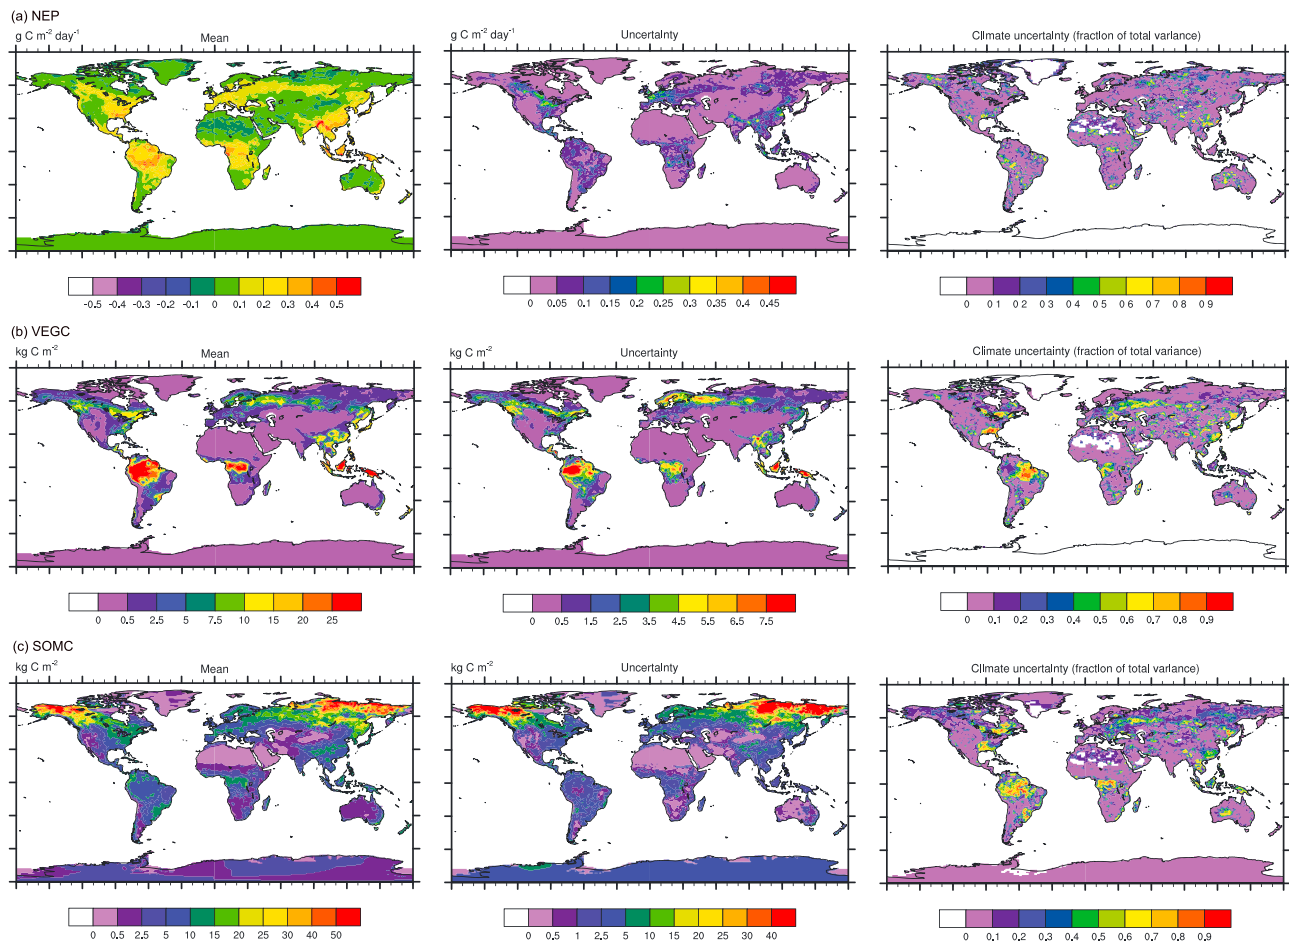 (a) NEP
g C m⁻² day⁻¹ Mean
g C m⁻² day⁻¹ Uncertainty
Climate uncertainty (fraction of total variance)
-0.5 -0.4 -0.3 -0.2 -0.1 0 0.1 0.2 0.3 0.4 0.5
0 0.05 0.1 0.15 0.2 0.25 0.3 0.35 0.4 0.45
0 0 1 0 2 0 3 0 4 0 5 0 6 0 7 0 8 0 9
(b) VEGC
kg C m⁻² Mean
kg C m⁻² Uncertainty
Climate uncertainty (fraction of total variance)
0 0.5 2.5 5 7.5 10 15 20 25
0 0.5 1.5 2.5 3.5 4.5 5.5 6.5 7.5
0 0.1 0.2 0.3 0.4 0.5 0.6 0.7 0.8 0.9
(c) SOMC
kg C m⁻² Mean
kg C m⁻² Uncertainty
Climate uncertainty (fraction of total variance)
0 0.5 2.5 5 10 15 20 25 30 40 50
0 0.5 1 2.5 5 10 15 20 25 30 40
0 0.1 0.2 0.3 0.4 0.5 0.6 0.7 0.8 0.9